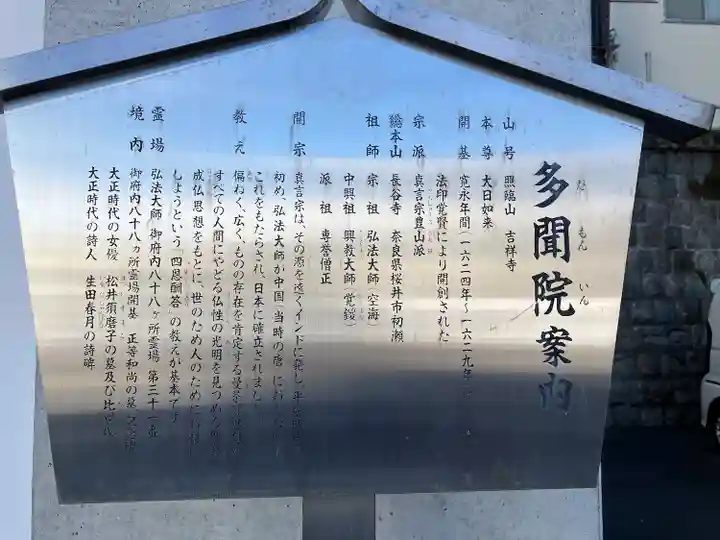 多聞院案内
た もん いん
山号 照臨山 吉祥寺
本尊 大日如来
開基 寛永年間(一六二四年〜一六二九年
法印覚賢により開創された
宗派 真言宗豊山派
総本山 長谷寺 奈良県桜井市初瀬
祖師 宗祖 弘法大師(空海)
中興祖 興教大師(覚鑁)
派祖 専誉僧正
開宗 真言宗は、その源を遠くインドに発し
初め、弘法大師が中国(当時の唐)に
これをもたらされ、日本に確立されまし
教え 偏ねく、広く、ものの存在を肯定する
すべての人間にやどる仏性の光明を見つめ
成仏思想をもとに、世のため人のために
しようという「四恩酬答」の教えが基本です
霊場 弘法大師 御府内八十八ヶ所霊場 第三十一番
境内 御府内八十八ヵ所霊場開基 正等和尚の墓
大正時代の女優 松井須磨子の墓及び
大正時代の詩人 生田春月の詩碑